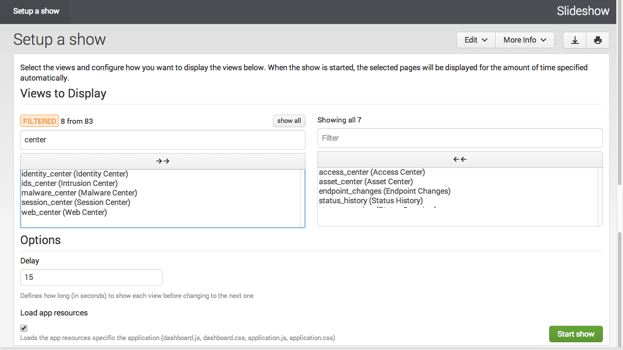 Setup a show
Slideshow
Setup a show
Edit
More Info
Select the views and configure how you want to display the views below. When the show is started, the selected pages will be displayed for the amount of time specified
automatically.
Views to Display
FILTERED 8 from 83
show all
Showing all 7
center
Filter
→→
←←
identity_center (Identity Center)
ids_center (Intrusion Center)
malware_center (Malware Center)
session_center (Session Center)
web_center (Web Center)
access_center (Access Center)
asset_center (Asset Center)
endpoint_changes (Endpoint Changes)
status_history (Status History)
Options
Delay
15
Defines how long (in seconds) to show each view before changing to the next one
Load app resources
Loads the app resources specific the application (dashboard.js, dashboard.css, application.js, application.css)
Start show